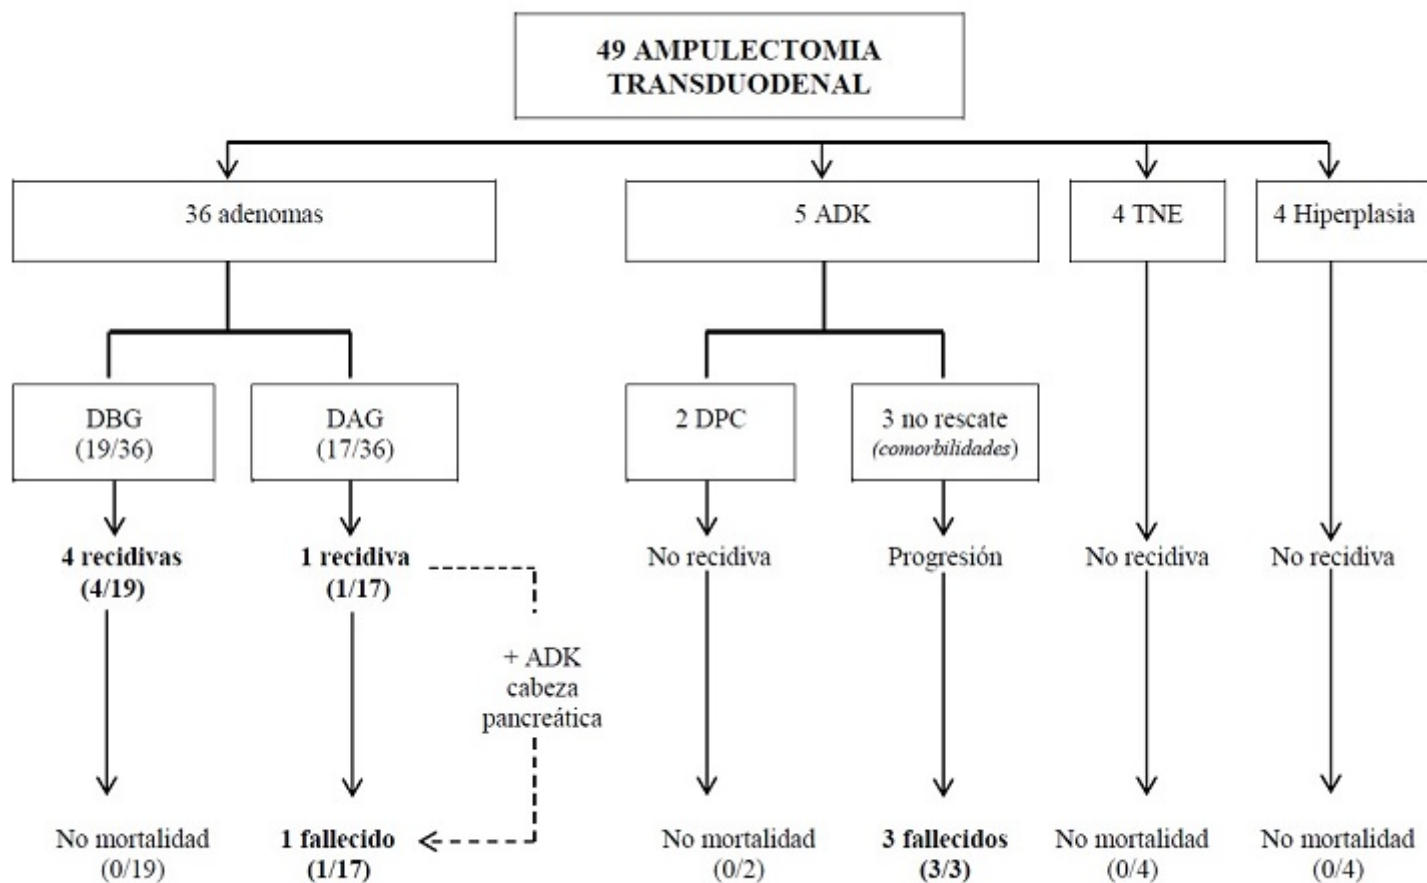 49 AMPULECTOMIA
TRANSDUODENAL
36 adenomas
5 ADK
4 TNE
4 Hiperplasia
DBG
(19/36)
DAG
(17/36)
2 DPC
3 no rescate
(comorbilidades)
4 recidivas
(4/19)
1 recidiva
(1/17)
No recidiva
Progresión
No recidiva
No recidiva
+ ADK
cabeza
pancreática
No mortalidad
(0/19)
1 fallecido
(1/17)
No mortalidad
(0/2)
3 fallecidos
(3/3)
No mortalidad
(0/4)
No mortalidad
(0/4)